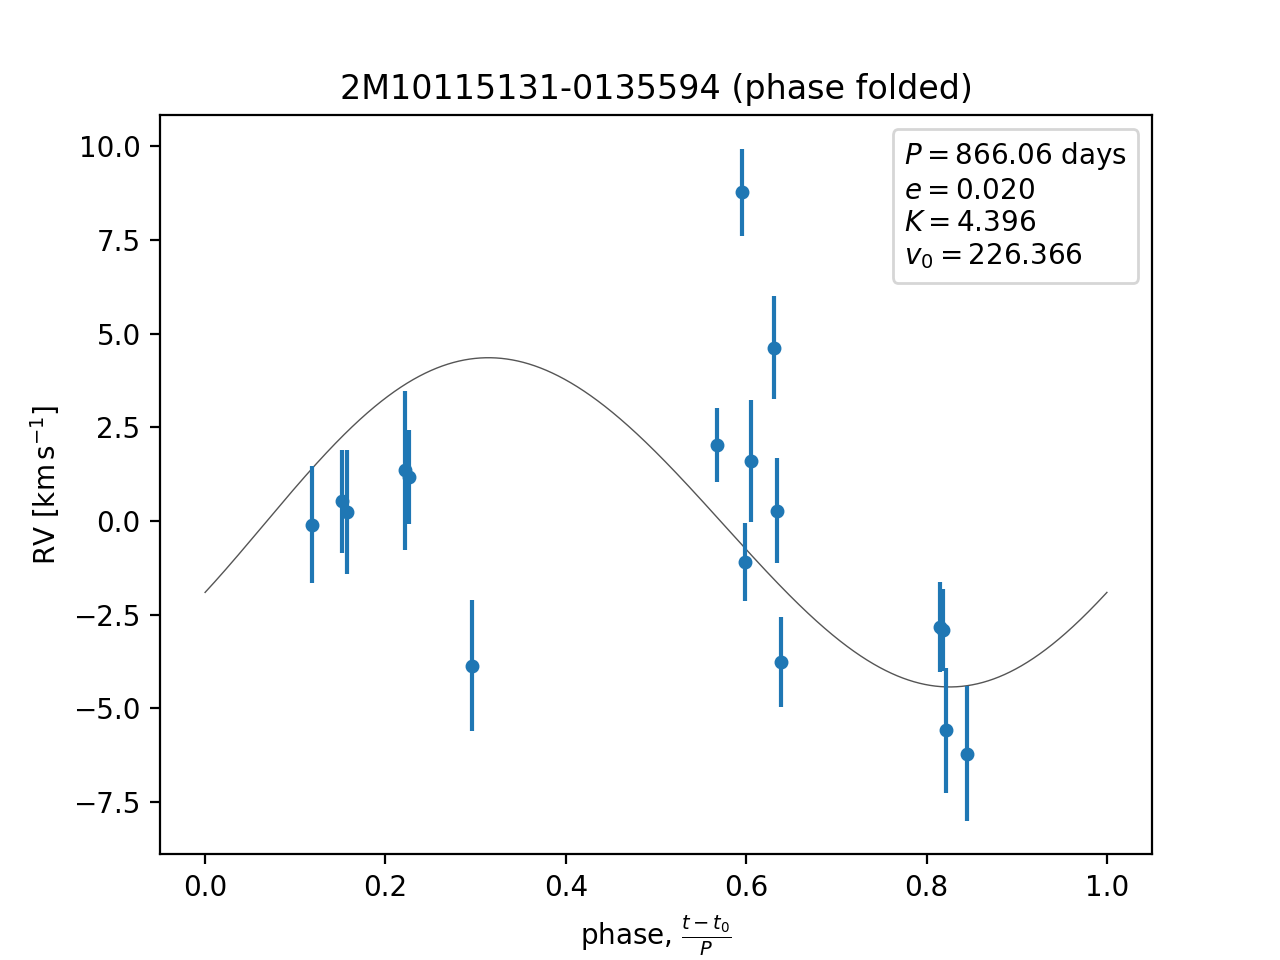 2M10115131-0135594 (phase folded)
P = 866.06 days
e = 0.020
K = 4.396
v₀ = 226.366
10.0
7.5
5.0
2.5
0.0
−2.5
−5.0
−7.5
RV [km s⁻¹]
0.0 0.2 0.4 0.6 0.8 1.0
phase, (t − t₀)/P